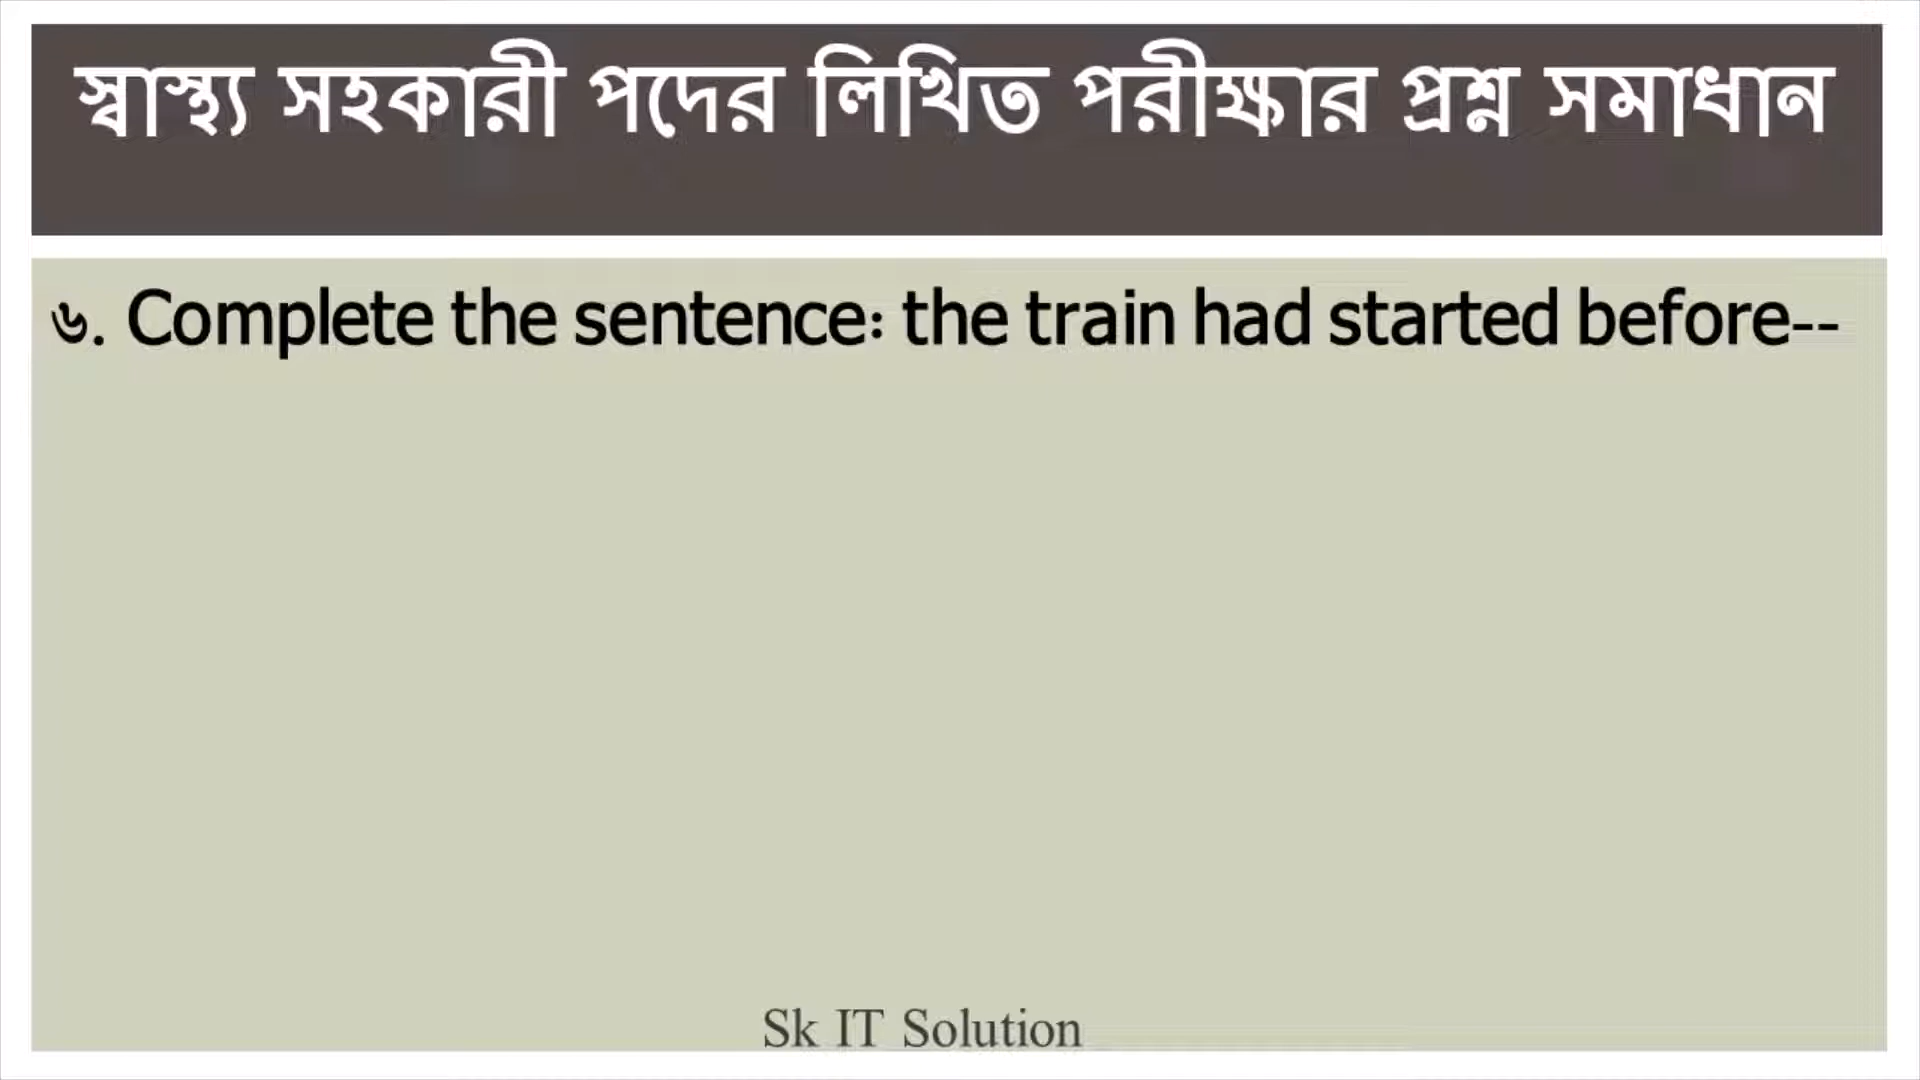 স্বাস্থ্য সহকারী পদের লিখিত পরীক্ষার প্রশ্ন সমাধান
৬. Complete the sentence: the train had started before--
Sk IT Solution